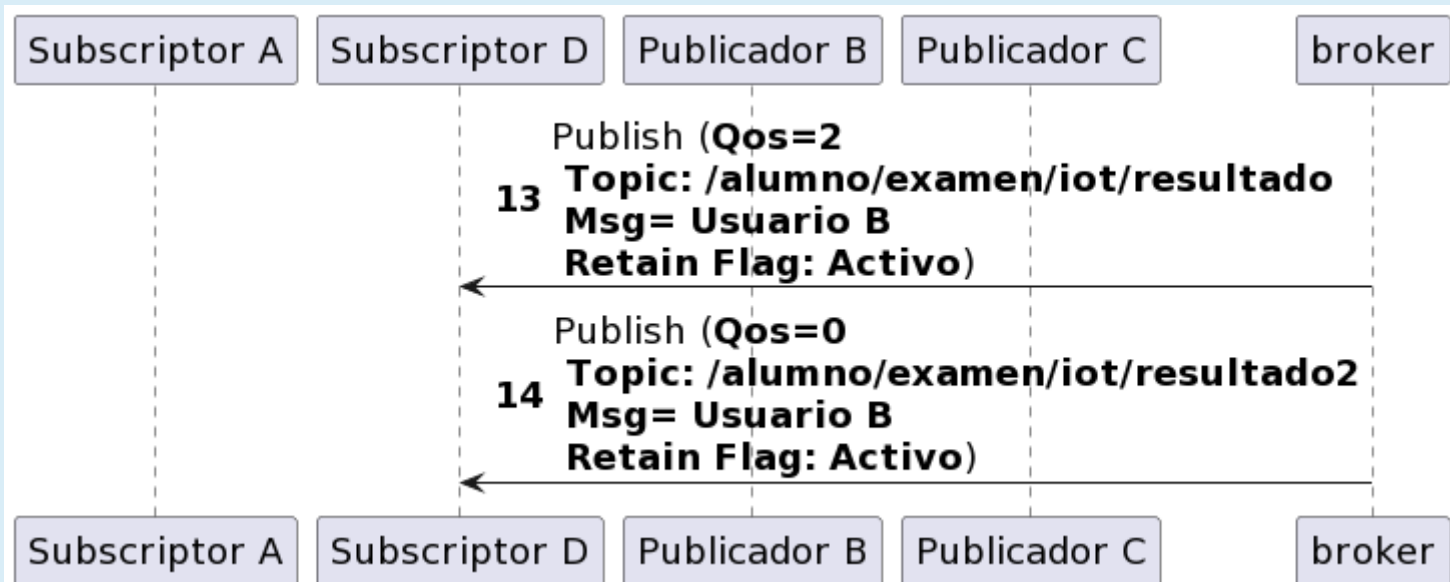 Subscriptor A
Subscriptor D
Publicador B
Publicador C
broker
Publish (Qos=2
Topic: /alumno/examen/iot/resultado
13
Msg= Usuario B
Retain Flag: Activo)
Publish (Qos=0
Topic: /alumno/examen/iot/resultado2
14
Msg= Usuario B
Retain Flag: Activo)
Subscriptor A
Subscriptor D
Publicador B
Publicador C
broker